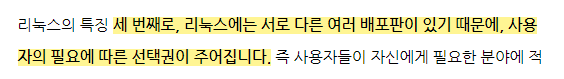 리눅스의 특징 세 번째로, 리눅스에는 서로 다른 여러 배포판이 있기 때문에, 사용
자의 필요에 따른 선택권이 주어집니다. 즉 사용자들이 자신에게 필요한 분야에 적